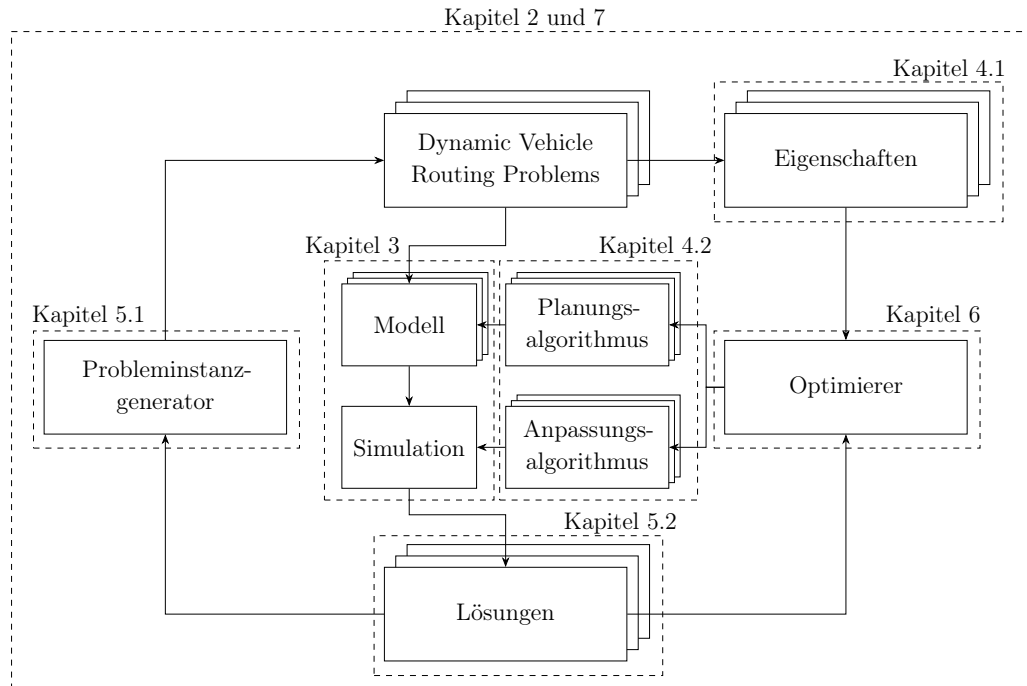 Kapitel 2 und 7
Kapitel 4.1
Dynamic Vehicle
Routing Problems
Eigenschaften
Kapitel 3
Kapitel 4.2
Kapitel 5.1
Kapitel 6
Modell
Planungs-
algorithmus
Probleminstanz-
generator
Optimierer
Simulation
Anpassungs-
algorithmus
Kapitel 5.2
Lösungen